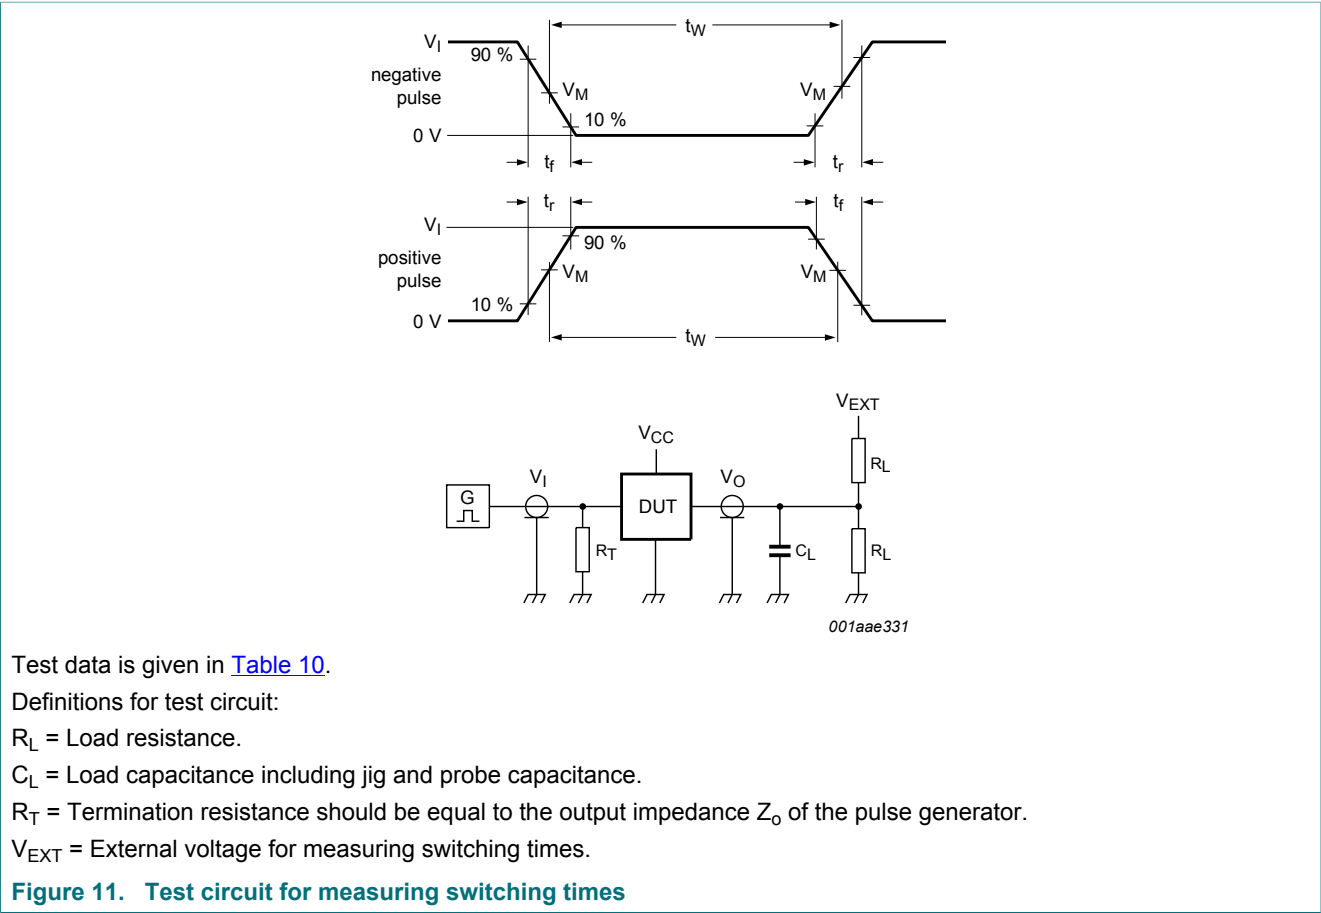 tW
VI
90 %
negative
pulse
VM
VM
10 %
0 V
tf
tr
tr
tf
VI
90 %
positive
pulse
VM
VM
10 %
0 V
tW
VEXT
VCC
RL
VI
VO
G
DUT
RT
CL
RL
001aae331
Test data is given in Table 10.
Definitions for test circuit:
RL = Load resistance.
CL = Load capacitance including jig and probe capacitance.
RT = Termination resistance should be equal to the output impedance Zo of the pulse generator.
VEXT = External voltage for measuring switching times.
Figure 11. Test circuit for measuring switching times